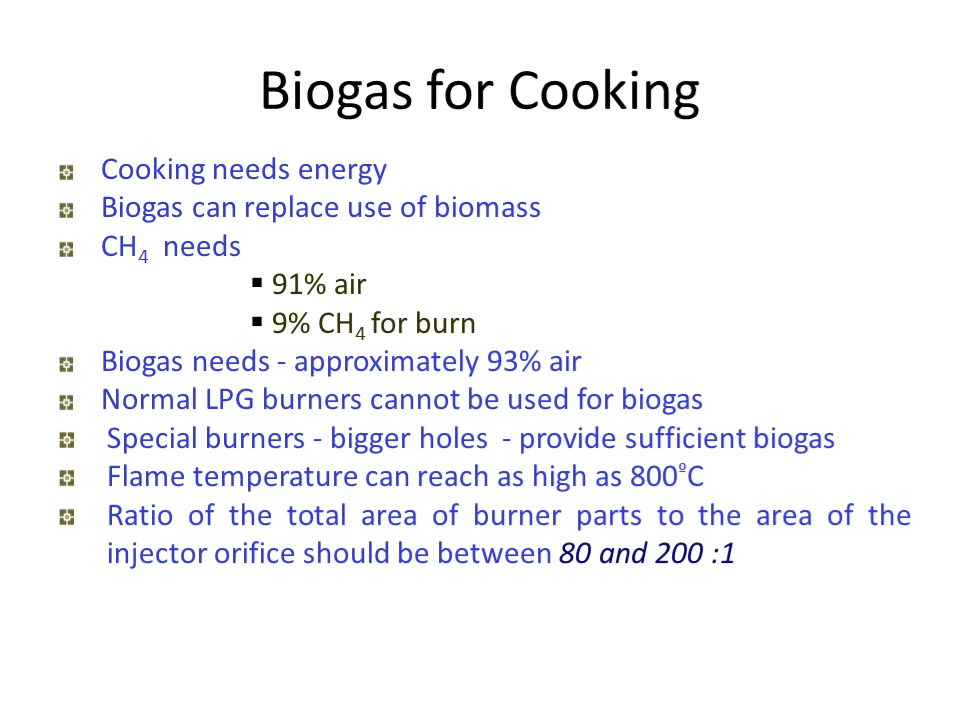 Biogas for Cooking
Cooking needs energy
Biogas can replace use of biomass
CH₄ needs
▪ 91% air
▪ 9% CH₄ for burn
Biogas needs - approximately 93% air
Normal LPG burners cannot be used for biogas
Special burners - bigger holes - provide sufficient biogas
Flame temperature can reach as high as 800ºC
Ratio of the total area of burner parts to the area of the
injector orifice should be between 80 and 200 :1